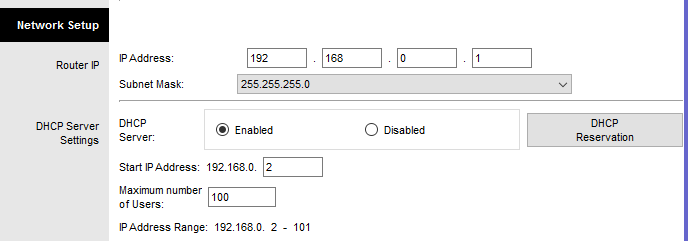 Network Setup
Router IP
IP Address: 192 . 168 . 0 . 1
Subnet Mask: 255.255.255.0
DHCP Server
Settings
DHCP
Server: Enabled Disabled
DHCP
Reservation
Start IP Address: 192.168.0. 2
Maximum number
of Users: 100
IP Address Range: 192.168.0. 2 - 101